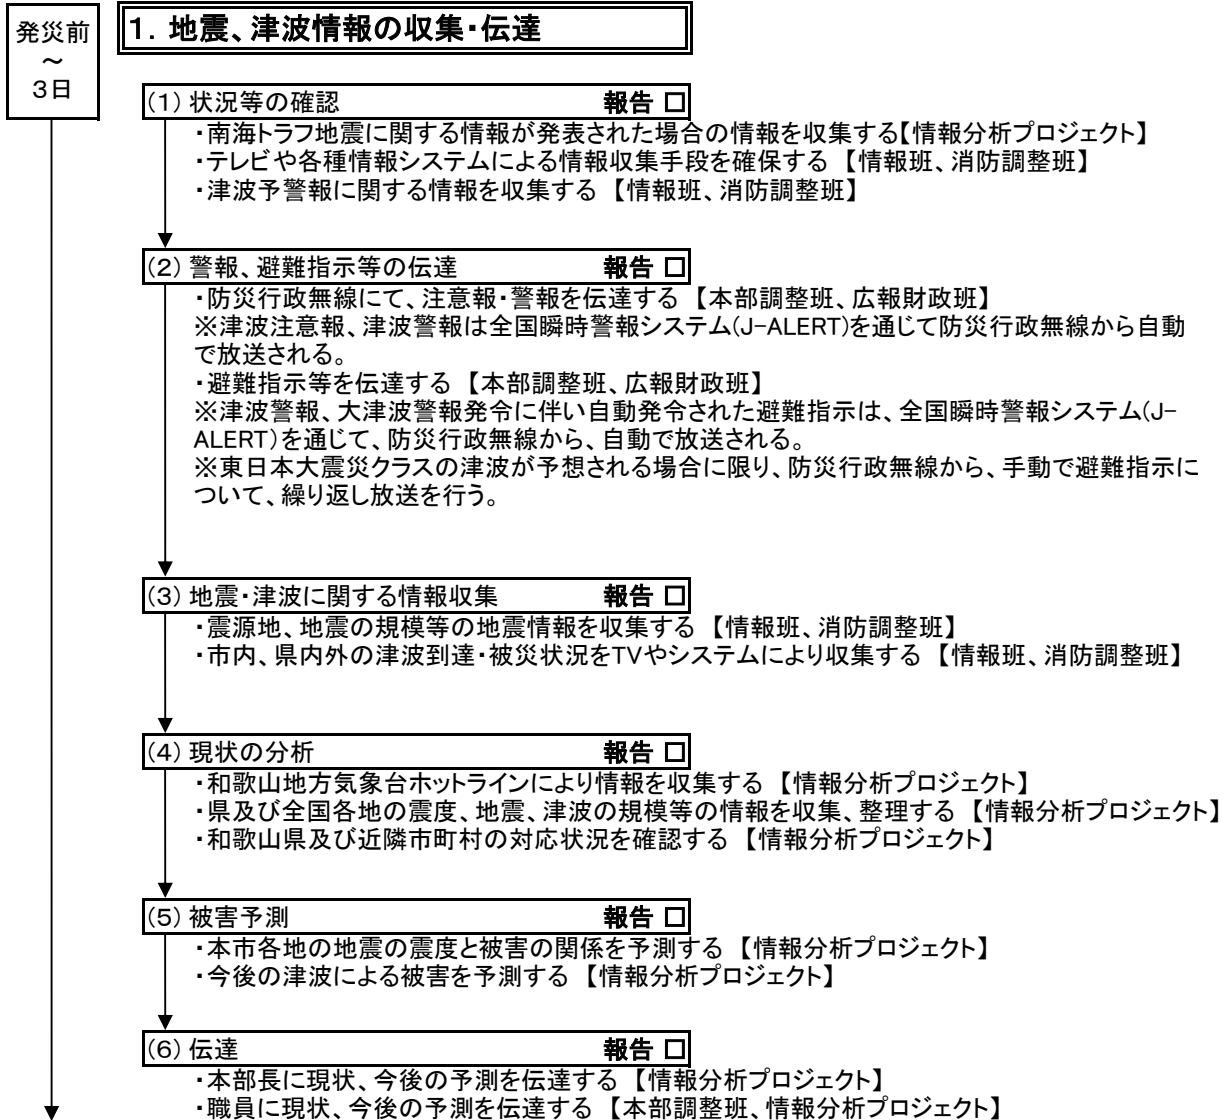 発災前
～
３日
１．地震、津波情報の収集・伝達
(1) 状況等の確認　報告 □
・南海トラフ地震に関する情報が発表された場合の情報を収集する【情報分析プロジェクト】
・テレビや各種情報システムによる情報収集手段を確保する 【情報班、消防調整班】
・津波予警報に関する情報を収集する 【情報班、消防調整班】
(2) 警報、避難指示等の伝達　報告 □
・防災行政無線にて、注意報・警報を伝達する 【本部調整班、広報財政班】
※津波注意報、津波警報は全国瞬時警報システム(J-ALERT)を通じて防災行政無線から自動
で放送される。
・避難指示等を伝達する 【本部調整班、広報財政班】
※津波警報、大津波警報発令に伴い自動発令された避難指示は、全国瞬時警報システム(J-
ALERT)を通じて、防災行政無線から、自動で放送される。
※東日本大震災クラスの津波が予想される場合に限り、防災行政無線から、手動で避難指示に
ついて、繰り返し放送を行う。
(3) 地震・津波に関する情報収集　報告 □
・震源地、地震の規模等の地震情報を収集する 【情報班、消防調整班】
・市内、県内外の津波到達・被災状況をTVやシステムにより収集する 【情報班、消防調整班】
(4) 現状の分析　報告 □
・和歌山地方気象台ホットラインにより情報を収集する 【情報分析プロジェクト】
・県及び全国各地の震度、地震、津波の規模等の情報を収集、整理する 【情報分析プロジェクト】
・和歌山県及び近隣市町村の対応状況を確認する 【情報分析プロジェクト】
(5) 被害予測　報告 □
・本市各地の地震の震度と被害の関係を予測する 【情報分析プロジェクト】
・今後の津波による被害を予測する 【情報分析プロジェクト】
(6) 伝達　報告 □
・本部長に現状、今後の予測を伝達する 【情報分析プロジェクト】
・職員に現状、今後の予測を伝達する 【本部調整班、情報分析プロジェクト】